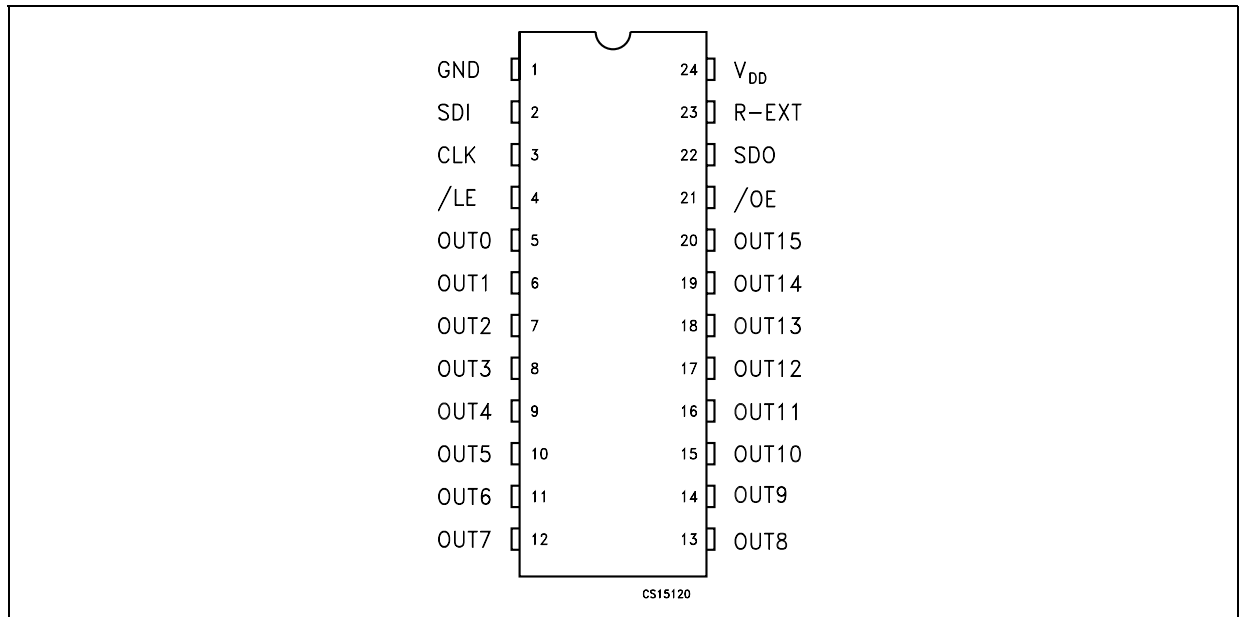 GND 1 24 VDD
SDI 2 23 R-EXT
CLK 3 22 SDO
/LE 4 21 /OE
OUT0 5 20 OUT15
OUT1 6 19 OUT14
OUT2 7 18 OUT13
OUT3 8 17 OUT12
OUT4 9 16 OUT11
OUT5 10 15 OUT10
OUT6 11 14 OUT9
OUT7 12 13 OUT8
CS15120